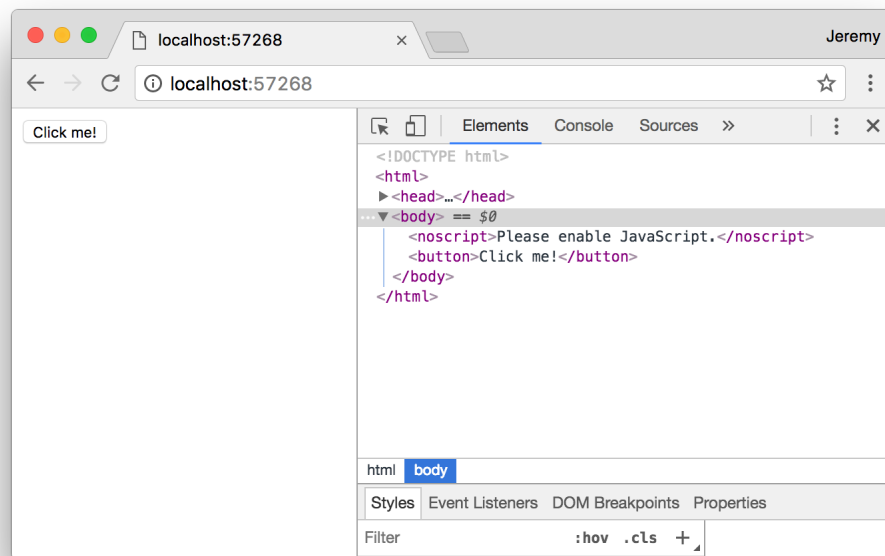 localhost:57268
Jeremy
localhost:57268
Click me!
Elements Console Sources »
<!DOCTYPE html>
<html>
<head>…</head>
<body> == $0
<noscript>Please enable JavaScript.</noscript>
<button>Click me!</button>
</body>
</html>
html body
Styles Event Listeners DOM Breakpoints Properties
Filter :hov .cls +